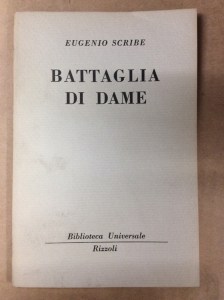 EUGENIO SCRIBE
BATTAGLIA
DI DAME
Biblioteca Universale
Rizzoli